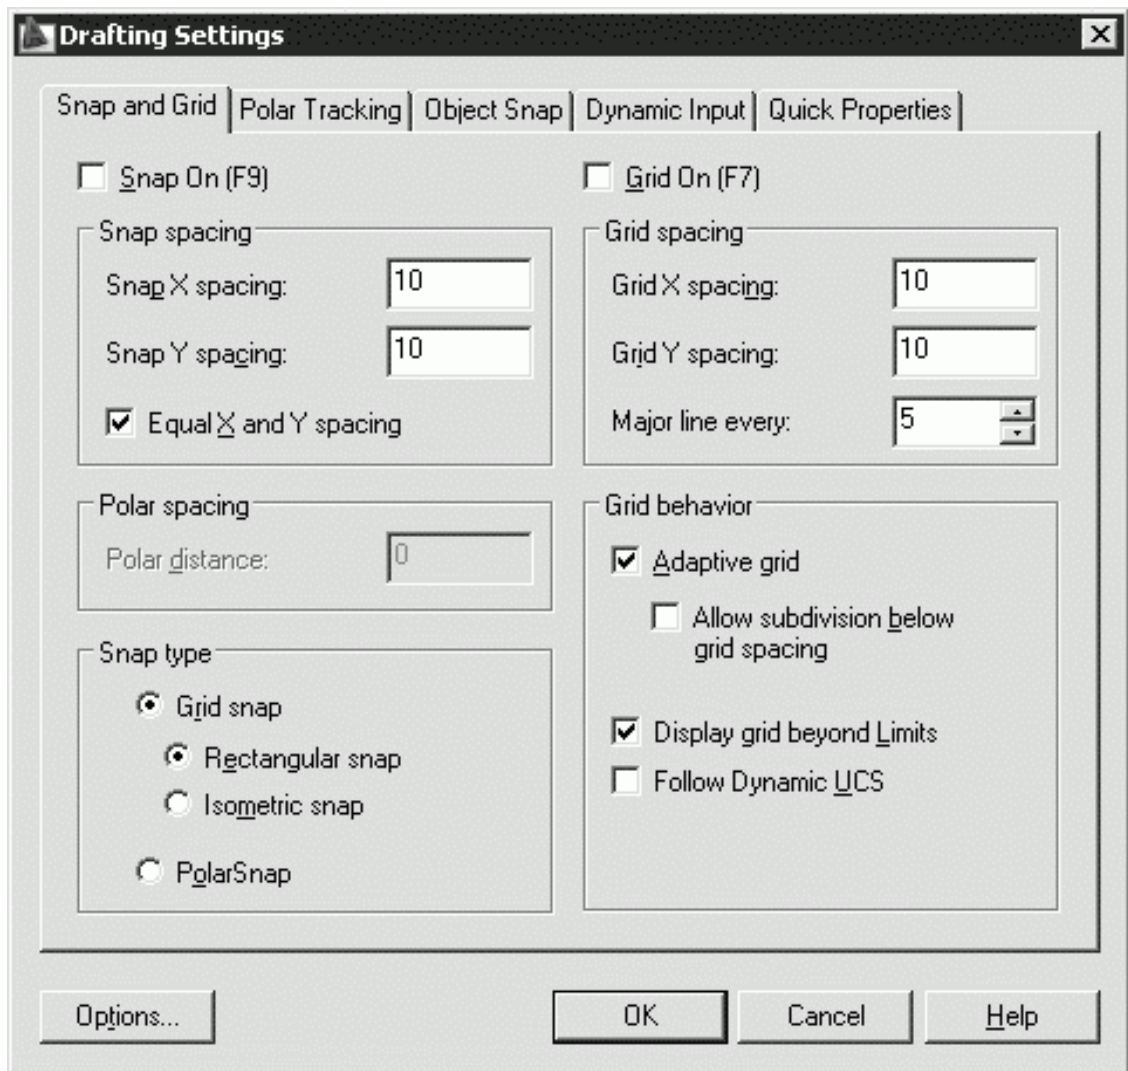 Drafting Settings
Snap and Grid
Polar Tracking
Object Snap
Dynamic Input
Quick Properties
Snap On (F9)
Snap spacing
Snap X spacing:
10
Snap Y spacing:
10
Equal X and Y spacing
Polar spacing
Polar distance:
0
Snap type
Grid snap
Rectangular snap
Isometric snap
PolarSnap
Grid On (F7)
Grid spacing
Grid X spacing:
10
Grid Y spacing:
10
Major line every:
5
Grid behavior
Adaptive grid
Allow subdivision below
grid spacing
Display grid beyond Limits
Follow Dynamic UCS
Options...
OK
Cancel
Help